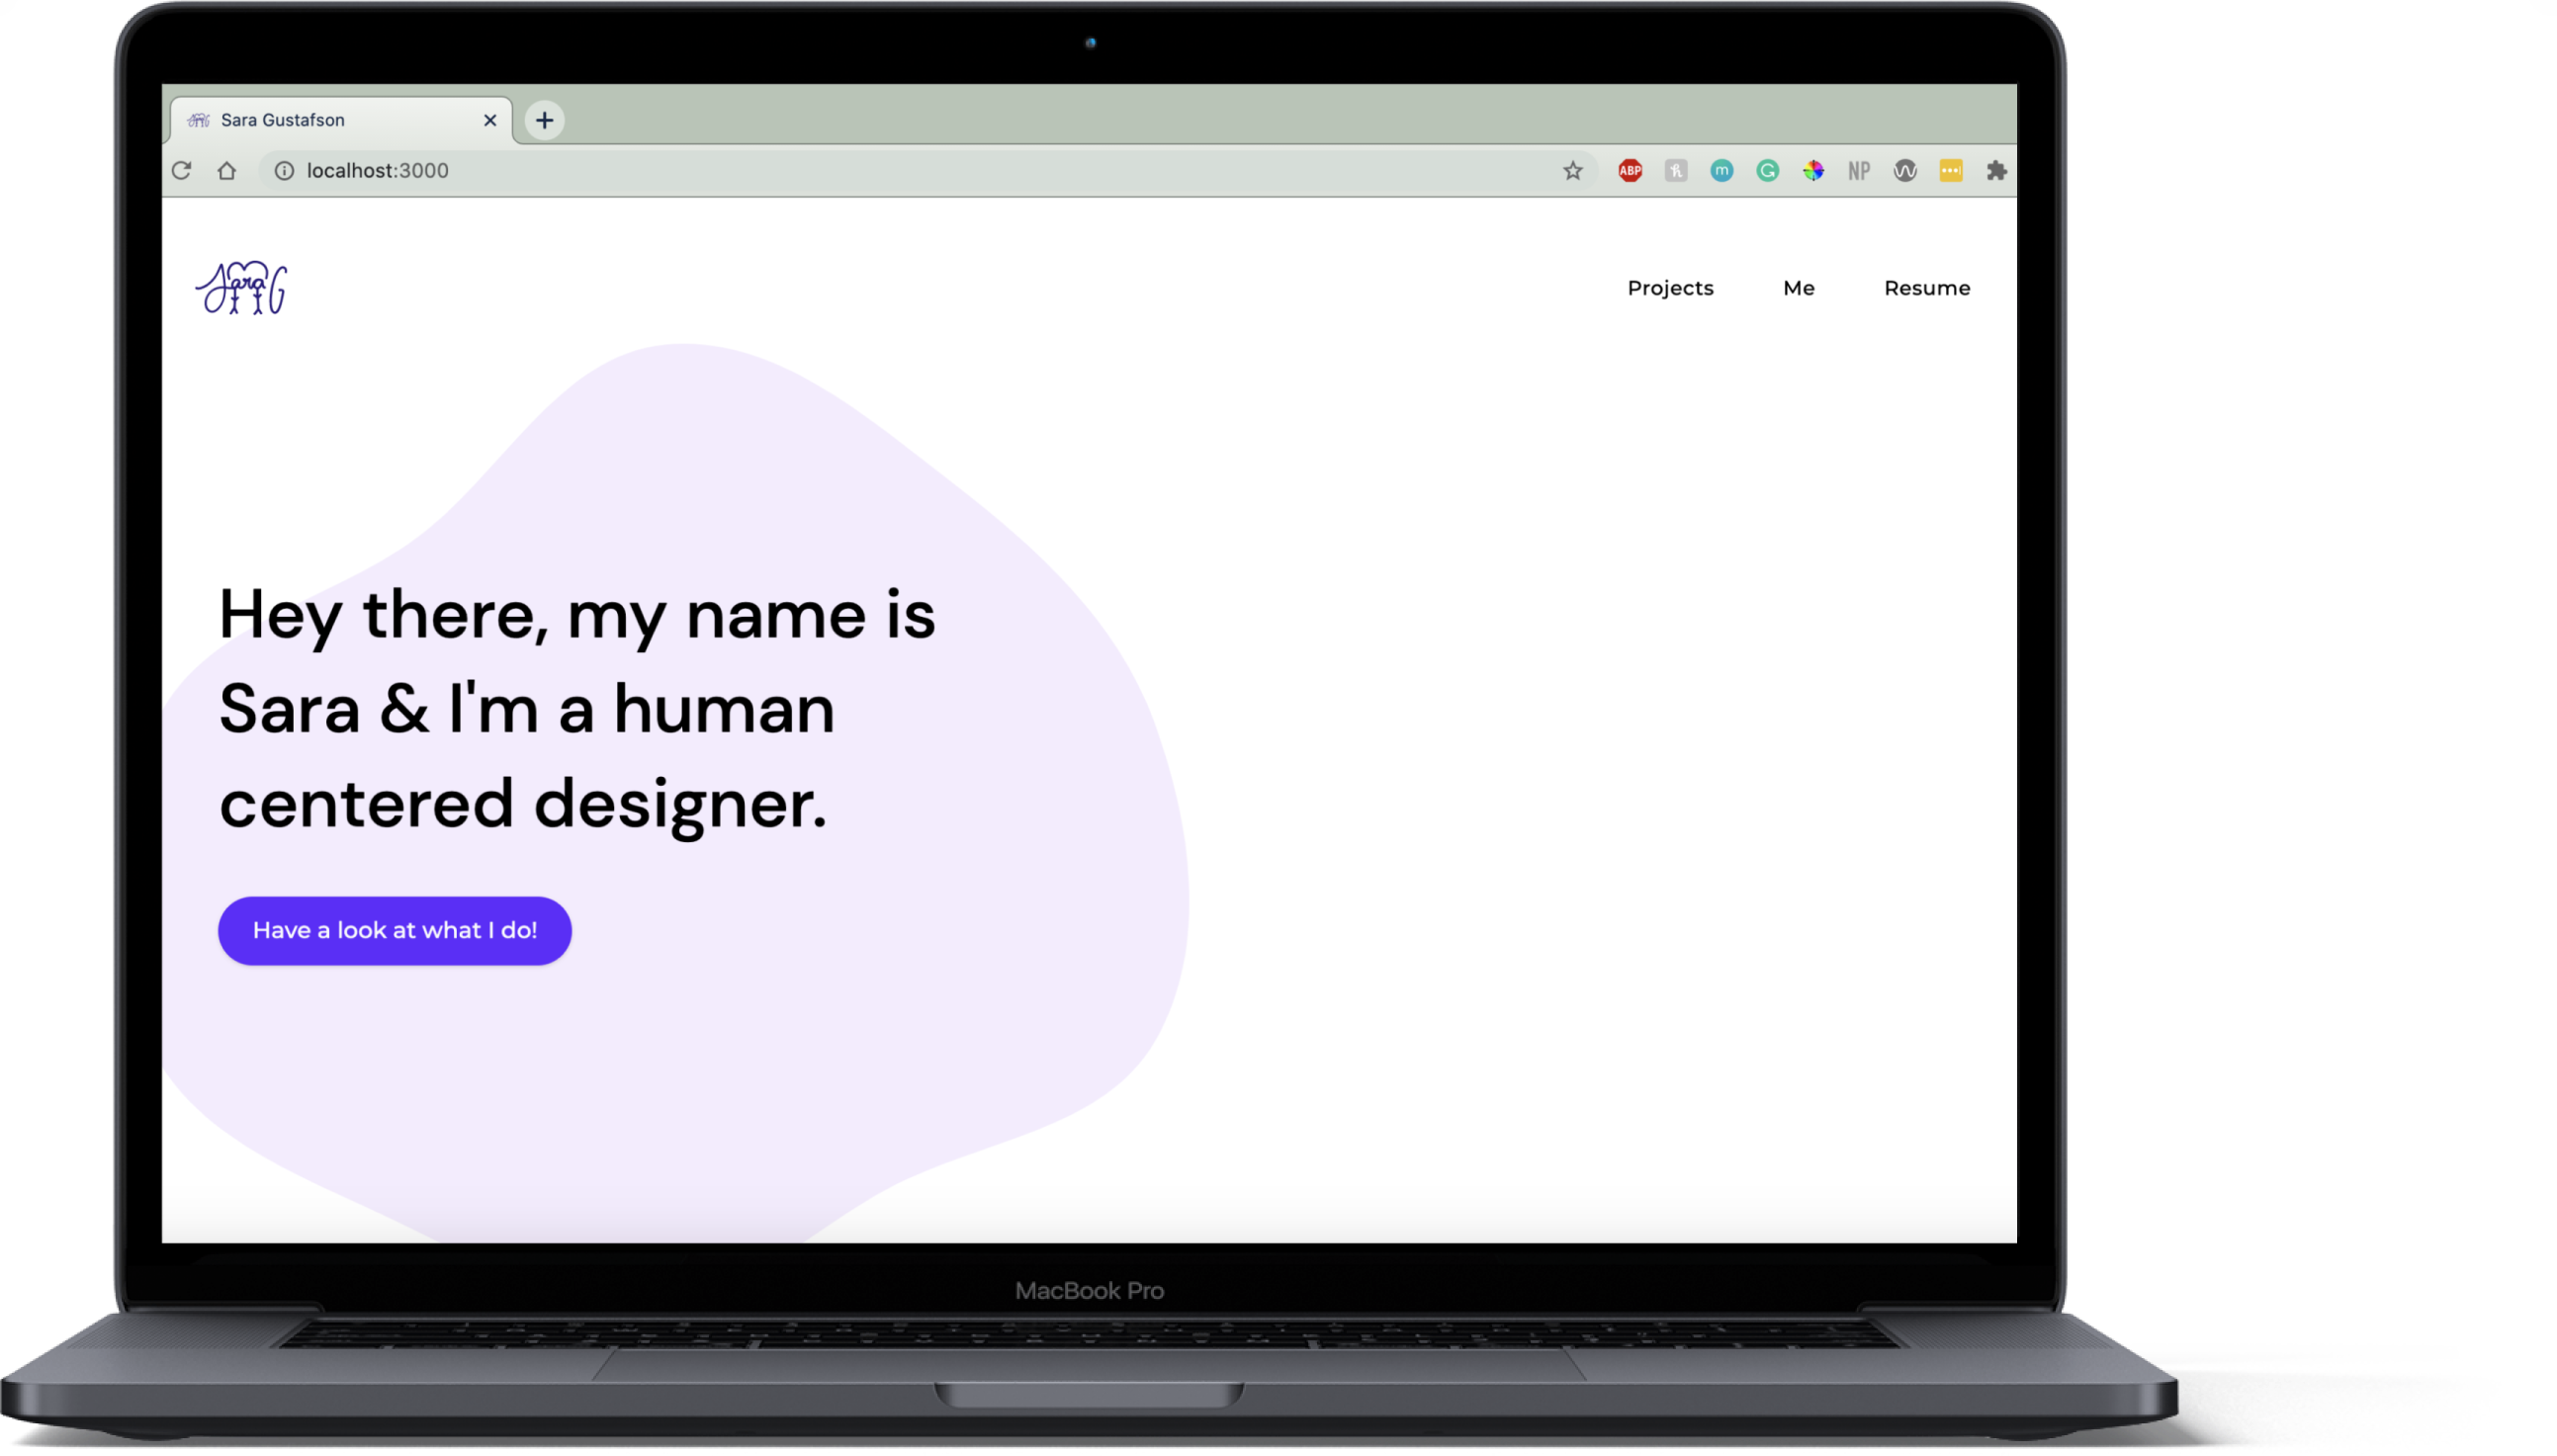 Sara Gustafson
localhost:3000
ABP
m
G
NP
Sara G
Projects
Me
Resume
Hey there, my name is
Sara & I'm a human
centered designer.
Have a look at what I do!
MacBook Pro